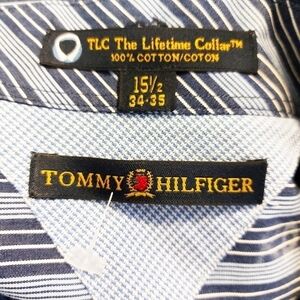 TLC The Lifetime Collar™
100% COTTON/COTON
15½
34-35
TOMMY HILFIGER